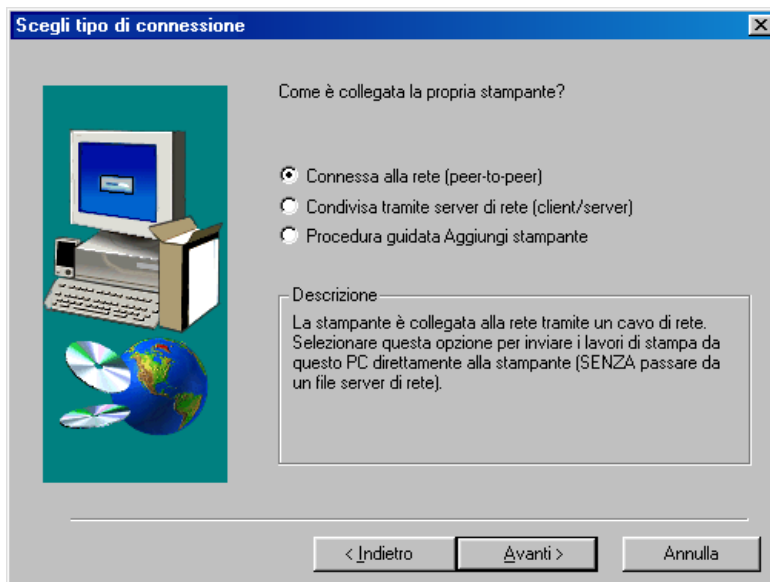 Scegli tipo di connessione
Come è collegata la propria stampante?
Connessa alla rete (peer-to-peer)
Condivisa tramite server di rete (client/server)
Procedura guidata Aggiungi stampante
Descrizione
La stampante è collegata alla rete tramite un cavo di rete.
Selezionare questa opzione per inviare i lavori di stampa da
questo PC direttamente alla stampante (SENZA passare da
un file server di rete).
< Indietro
Avanti >
Annulla